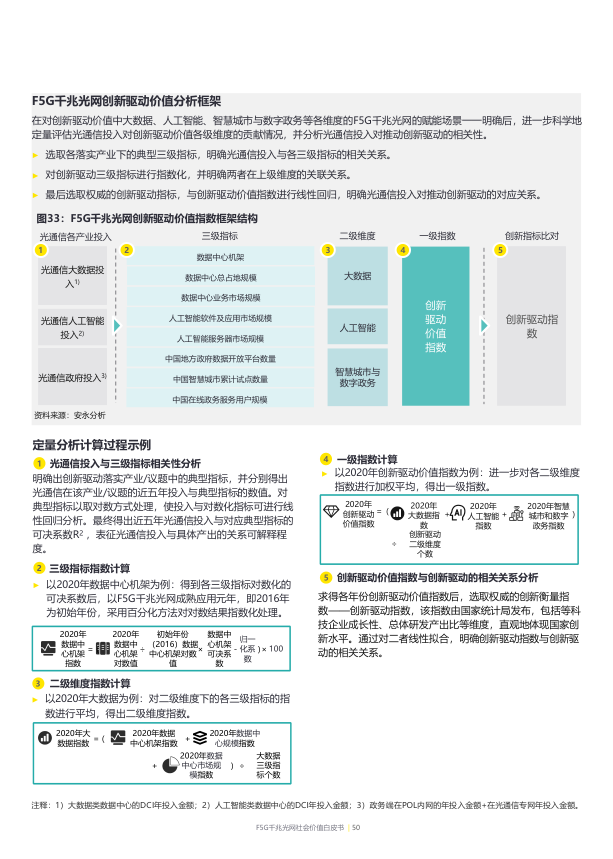 F5G千兆光网创新驱动价值分析框架
在对创新驱动价值中大数据、人工智能、智慧城市与数字政务等各维度的F5G千兆光网的赋能场景一一明确后，进一步科学地
定量评估光通信投入对创新驱动价值各级维度的贡献情况，并分析光通信投入对推动创新驱动的相关性。
► 选取各落实产业下的典型三级指标，明确光通信投入与各三级指标的相关关系。
► 对创新驱动三级指标进行指数化，并明确两者在上级维度的关联关系。
► 最后选取权威的创新驱动指标，与创新驱动价值指数进行线性回归，明确光通信投入对推动创新驱动的对应关系。
图33：F5G千兆光网创新驱动价值指数框架结构
光通信各产业投入 三级指标 二级维度 一级指数 创新指标比对
1 2 3 4 5
光通信大数据投
入1)
光通信人工智能
投入2)
光通信政府投入3)
数据中心机架
数据中心总占地规模
数据中心业务市场规模
人工智能软件及应用市场规模
人工智能服务器市场规模
中国地方政府数据开放平台数量
中国智慧城市累计试点数量
中国在线政务服务用户规模
大数据
人工智能
智慧城市与
数字政务
创新
驱动
价值
指数
创新驱动指
数
资料来源：安永分析
定量分析计算过程示例
1 光通信投入与三级指标相关性分析
明确出创新驱动落实产业/议题中的典型指标，并分别得出
光通信在该产业/议题的近五年投入与典型指标的数值。对
典型指标以取对数方式处理，使投入与对数化指标可进行线
性回归分析。最终得出近五年光通信投入与对应典型指标的
可决系数R2 ，表征光通信投入与具体产出的关系可解释程
度。
2 三级指标指数计算
► 以2020年数据中心机架为例：得到各三级指标对数化的
可决系数后，以F5G千兆光网成熟应用元年，即2016年
为初始年份，采用百分化方法对对数结果指数化处理。
2020年
数据中
心机架
指数
=
2020年
数据中
心机架
对数值
÷
初始年份
(2016）数据
中心机架对数
值
×
数据中
心机架
可决系
数
-
归一
化系
数
) × 100
3 二级维度指数计算
► 以2020年大数据为例：对二级维度下的各三级指标的指
数进行平均，得出二级维度指数。
2020年大
数据指数
= (
2020年数据
中心机架指数
+
2020年数据中
心规模指数
+
2020年数据
中心市场规
模指数
) ÷
大数据
三级指
标个数
4 一级指数计算
► 以2020年创新驱动价值指数为例：进一步对各二级维度
指数进行加权平均，得出一级指数。
2020年
创新驱动
价值指数
= (
2020年
大数据指
数
+
AI
2020年
人工智能
指数
+
2020年智慧
城市和数字
政务指数
)
÷
创新驱动
二级维度
个数
5 创新驱动价值指数与创新驱动的相关关系分析
求得各年份创新驱动价值指数后，选取权威的创新衡量指
数——创新驱动指数，该指数由国家统计局发布，包括等科
技企业成长性、总体研发产出比等维度，直观地体现国家创
新水平。通过对二者线性拟合，明确创新驱动指数与创新驱
动的相关关系。
注释：1）大数据类数据中心的DCI年投入金额；2）人工智能类数据中心的DCI年投入金额；3）政务端在POL内网的年投入金额+在光通信专网年投入金额。
F5G千兆光网社会价值白皮书 | 50